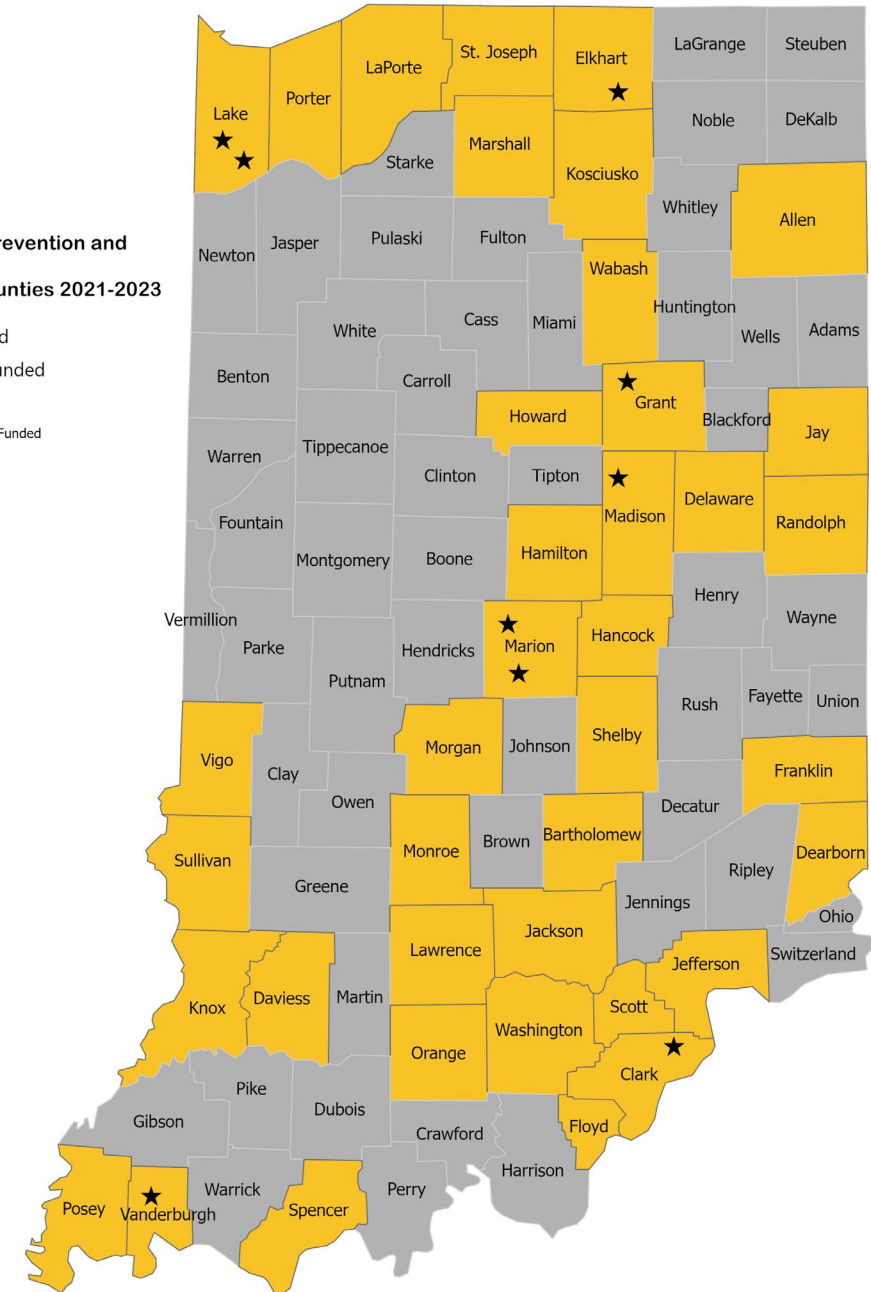 revention and
unties 2021-2023
d
unded
Funded
LaGrange Steuben
St. Joseph Elkhart
LaPorte
Porter
Lake
Noble DeKalb
Marshall
Starke
Kosciusko
Whitley
Allen
Newton Jasper Pulaski Fulton
Wabash
Huntington
White Cass Miami
Wells Adams
Benton
Carroll
Howard Grant
Blackford Jay
Warren Tippecanoe
Clinton Tipton
Madison Delaware
Randolph
Fountain
Montgomery Boone Hamilton
Henry
Vermillion
Wayne
Parke Hendricks Marion Hancock
Putnam
Rush Fayette Union
Vigo
Clay
Morgan Johnson Shelby
Franklin
Owen
Decatur
Sullivan
Monroe Brown Bartholomew
Dearborn
Ripley
Greene
Jennings
Ohio
Lawrence Jackson
Jefferson Switzerland
Knox Daviess Martin
Scott
Orange Washington
Clark
Gibson Pike Dubois
Crawford Floyd
Harrison
Posey Vanderburgh Warrick Spencer Perry